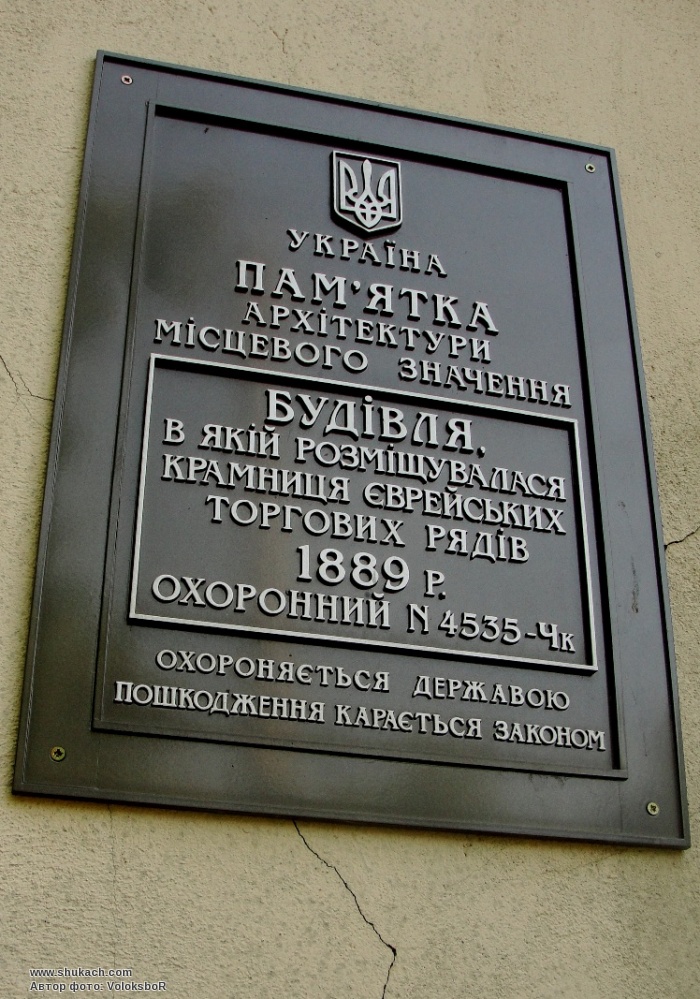 УКРАЇНА
ПАМ'ЯТКА
АРХІТЕКТУРИ
МІСЦЕВОГО ЗНАЧЕННЯ
БУДІВЛЯ,
В ЯКІЙ РОЗМІЩУВАЛАСЯ
КРАМНИЦЯ ЄВРЕЙСЬКИХ
ТОРГОВИХ РЯДІВ
1889 Р.
ОХОРОННИЙ N 4535-Чк
ОХОРОНЯЄТЬСЯ ДЕРЖАВОЮ
ПОШКОДЖЕННЯ КАРАЄТЬСЯ ЗАКОНОМ
www.shukach.com
Автор фото: VoloksboR